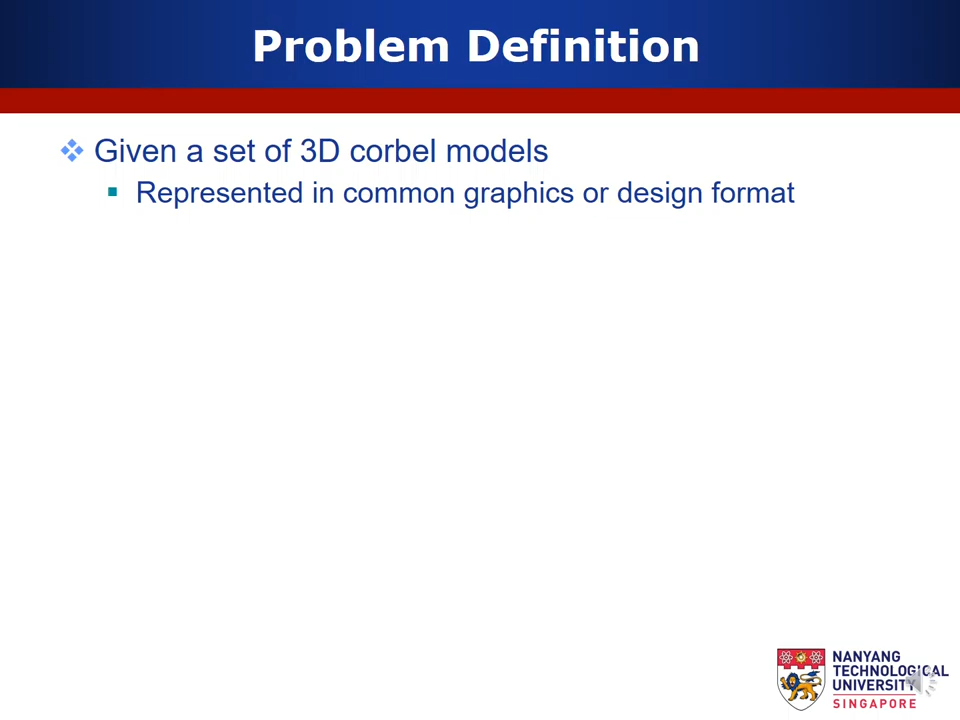 Problem Definition
Given a set of 3D corbel models
Represented in common graphics or design format
NANYANG
TECHNOLOGICAL
UNIVERSITY
SINGAPORE